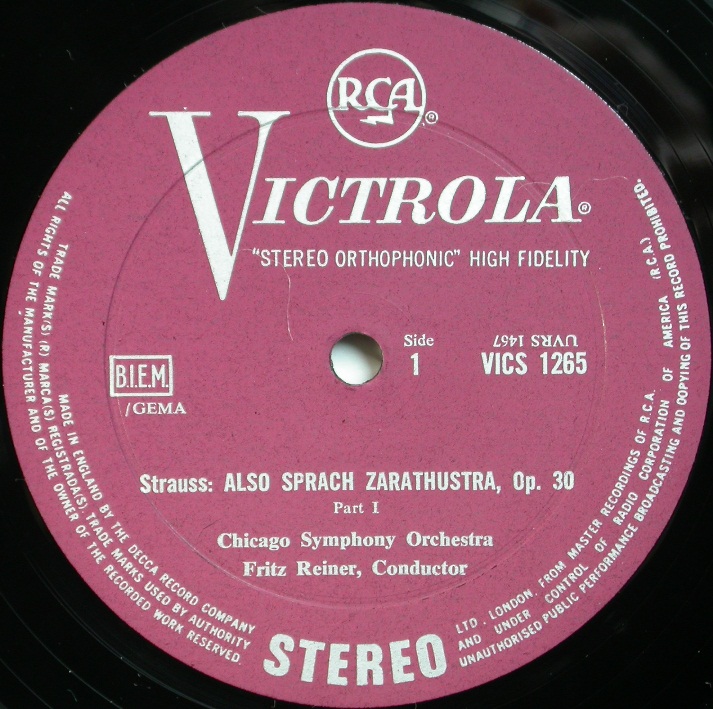 RCA
®
VICTROLA®
"STEREO ORTHOPHONIC" HIGH FIDELITY
Side
1
UVRS 1467
VICS 1265
B.I.E.M.
/GEMA
Strauss: ALSO SPRACH ZARATHUSTRA, Op. 30
Part I
Chicago Symphony Orchestra
Fritz Reiner, Conductor
STEREO
TRADE MARK(S) (R) MARCA(S) REGISTRADA(S) TRADE MARKS USED BY AUTHORITY
ALL RIGHTS OF THE MANUFACTURER AND OF THE OWNER OF THE RECORDED WORK RESERVED.
MADE IN ENGLAND BY THE DECCA RECORD COMPANY
LTD . LONDON. FROM MASTER RECORDINGS OF R.C.A.
AND UNDER CONTROL OF RADIO CORPORATION OF AMERICA (R.C.A.)
UNAUTHORISED PUBLIC PERFORMANCE BROADCASTING AND COPYING OF THIS RECORD PROHIBITED.